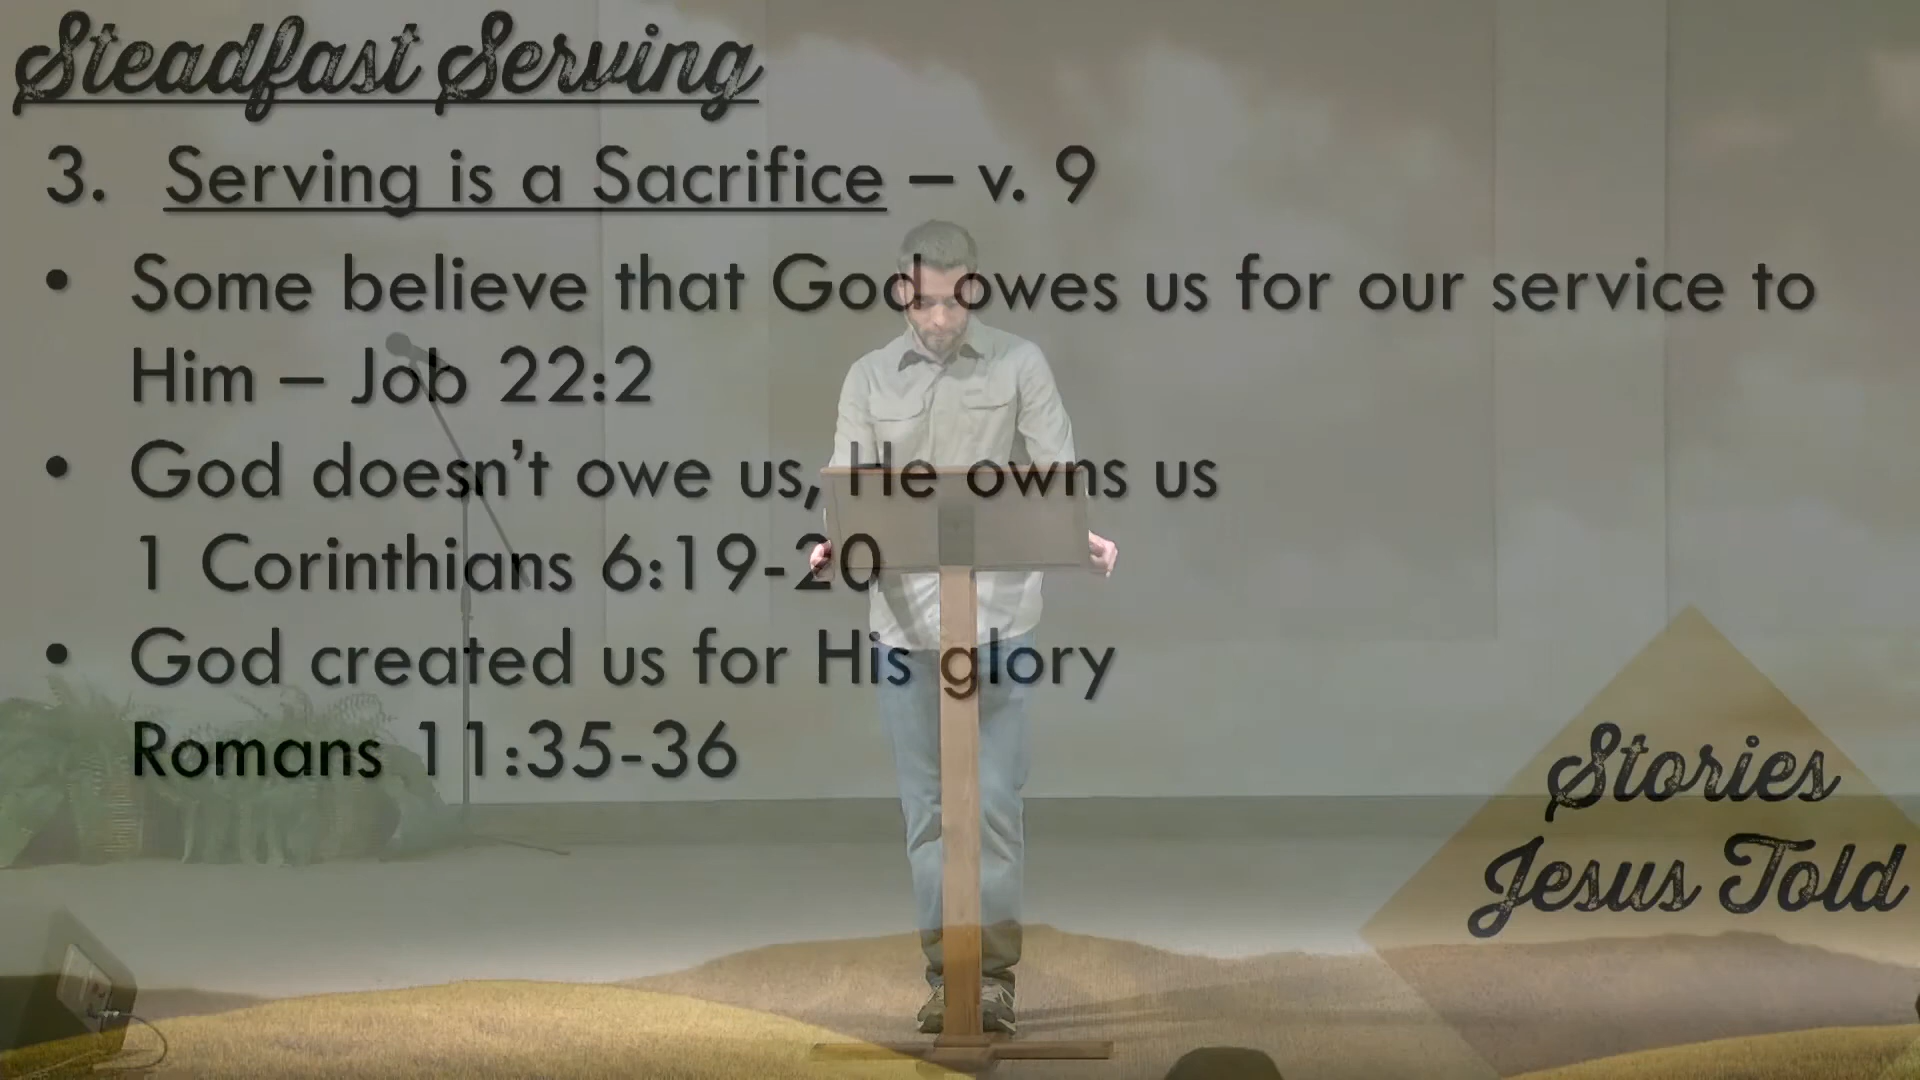 Steadfast Serving
3. Serving is a Sacrifice – v. 9
• Some believe that God owes us for our service to
Him – Job 22:2
• God doesn't owe us, He owns us
1 Corinthians 6:19-20
• God created us for His glory
Romans 11:35-36
Stories
Jesus Told